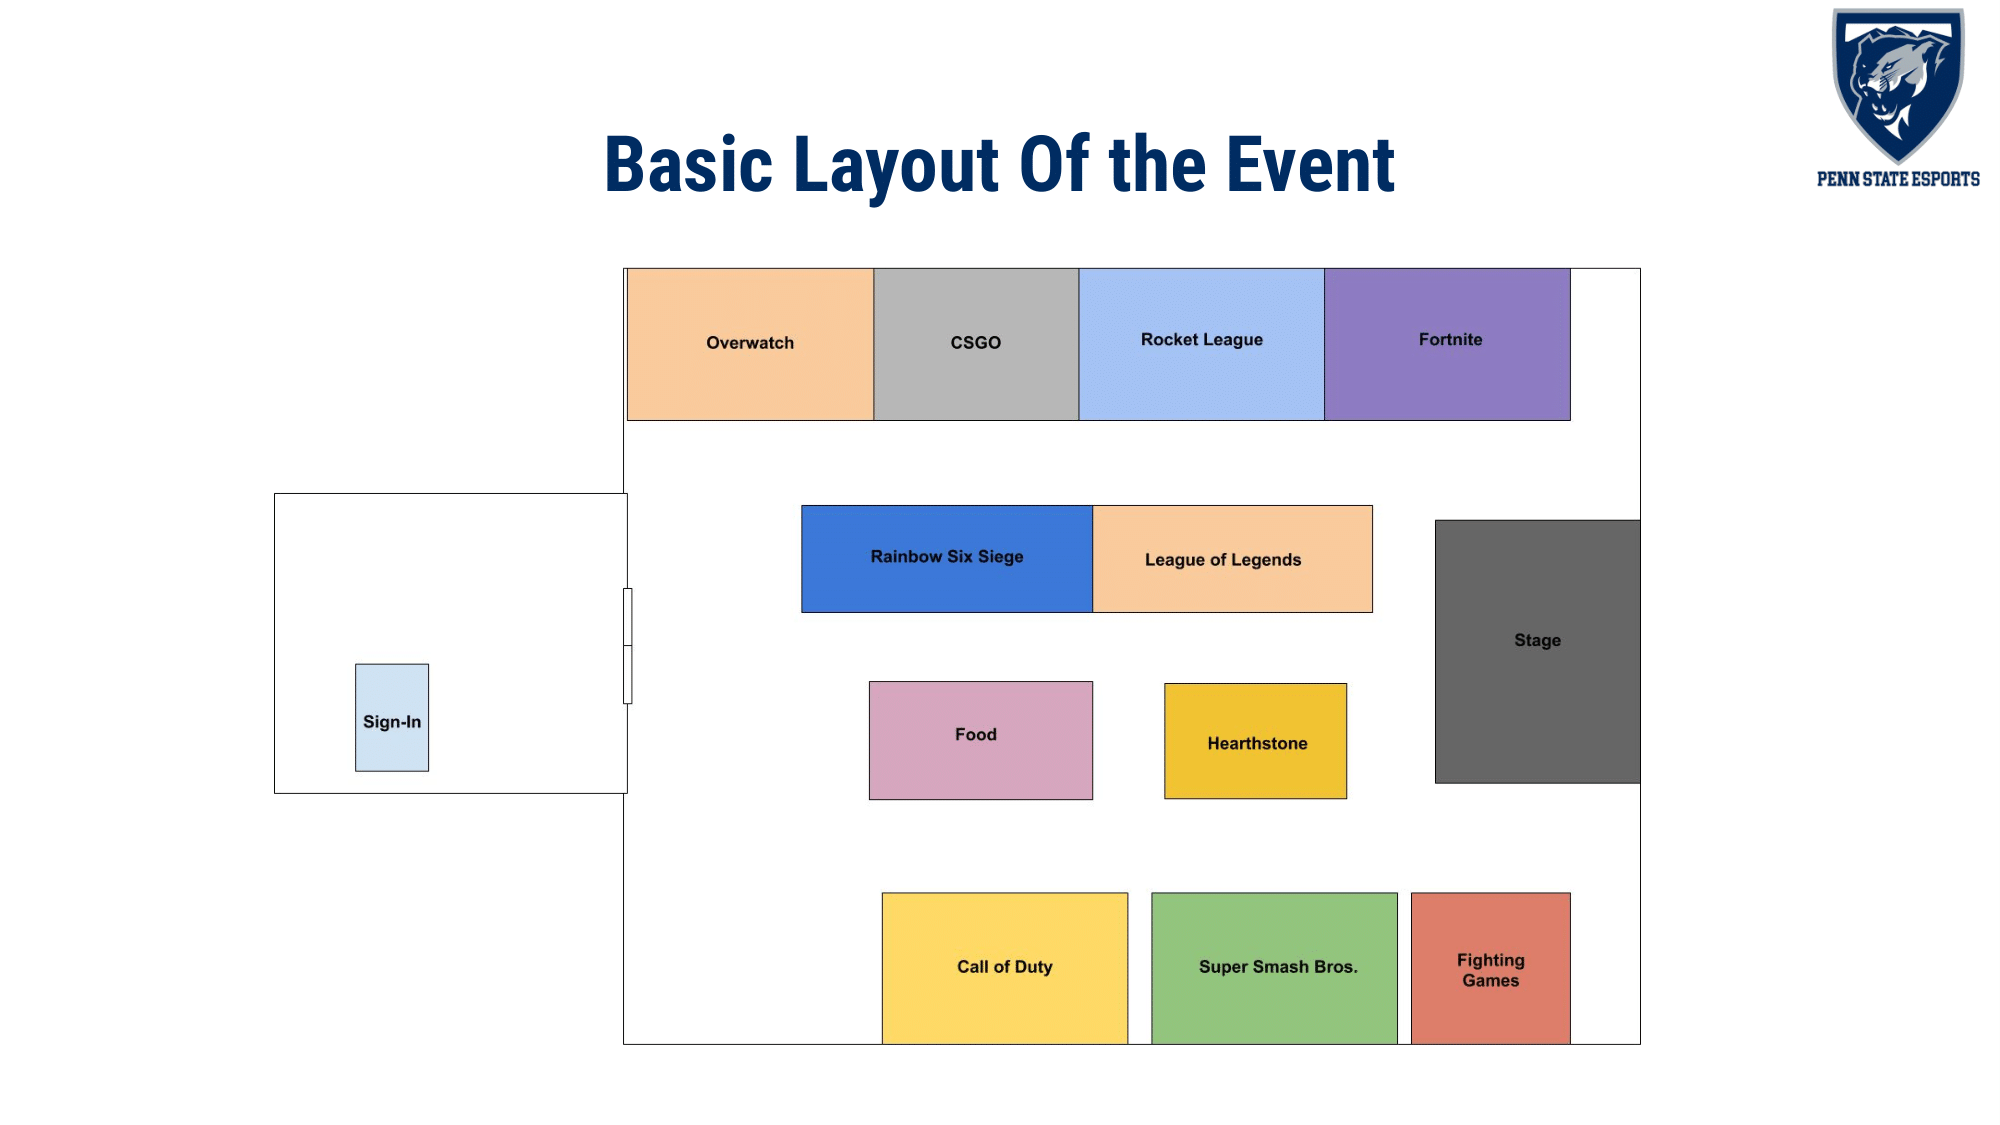 PENN STATE ESPORTS
Basic Layout Of the Event
Overwatch
CSGO
Rocket League
Fortnite
Rainbow Six Siege
League of Legends
Stage
Sign-In
Food
Hearthstone
Call of Duty
Super Smash Bros.
Fighting
Games